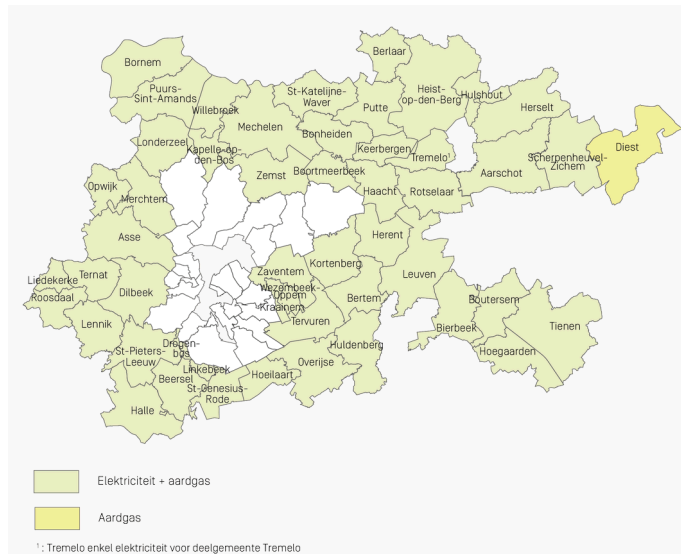 Berlaar
Bornem
Puurs-
Sint-Amands
St-Katelijne-
Waver
Heist-
op-den-Berg
Hulshout
Willebroek
Putte
Herselt
Mechelen
Bonheiden
Londerzeel
Kapelle-op-
den-Bos
Keerbergen
Tremelo¹
Diest
Scherpenheuvel-
Zichem
Zemst
Boortmeerbeek
Aarschot
Opwijk
Merchtem
Haacht
Rotselaar
Asse
Herent
Kortenberg
Zaventem
Leuven
Liedekerke
Ternat
Roosdaal
Dilbeek
Wezembeek-
Oppem
Kraainem
Bertem
Boutersem
Lennik
Tervuren
Bierbeek
Tienen
Drogen-
bos
St-Pieters-
Leeuw
Huldenberg
Hoegaarden
Overijse
Linkebeek
Hoeilaart
Beersel
St-Genesius-
Rode
Halle
Elektriciteit + aardgas
Aardgas
¹ : Tremelo enkel elektriciteit voor deelgemeente Tremelo